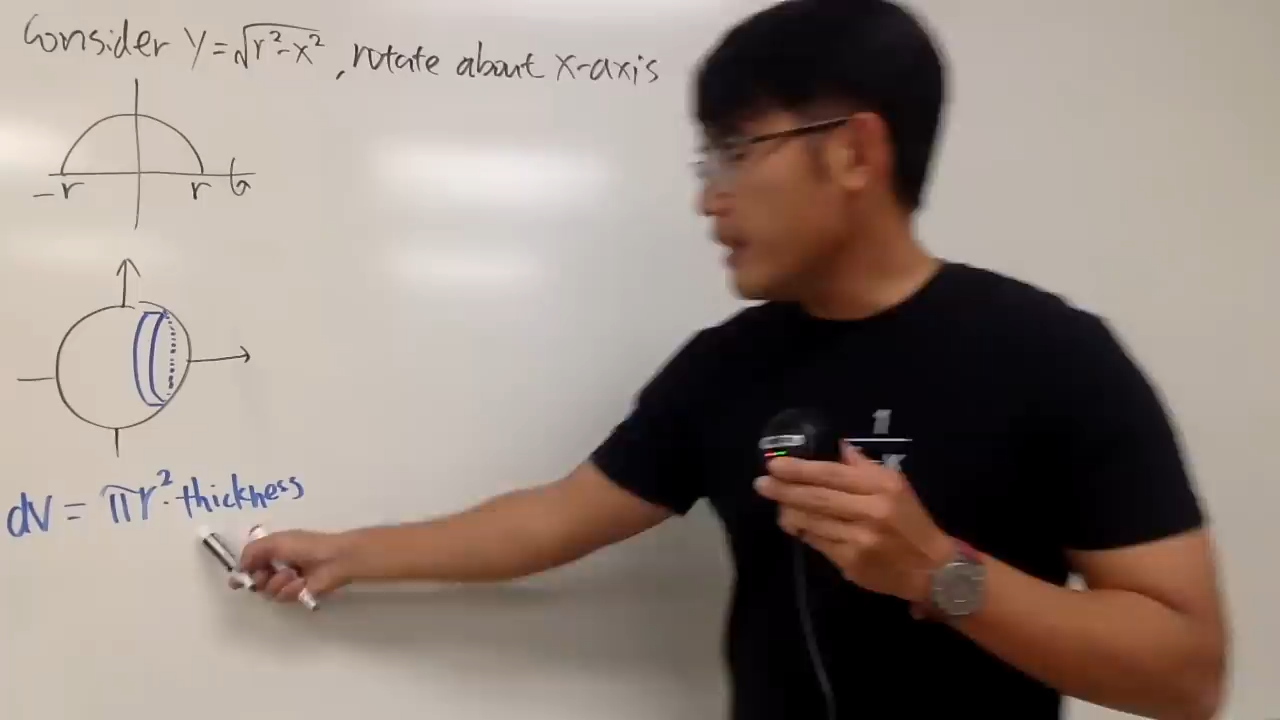 Consider y=√r²-x², rotate about x-axis
-r r
dV = πr²·thickness